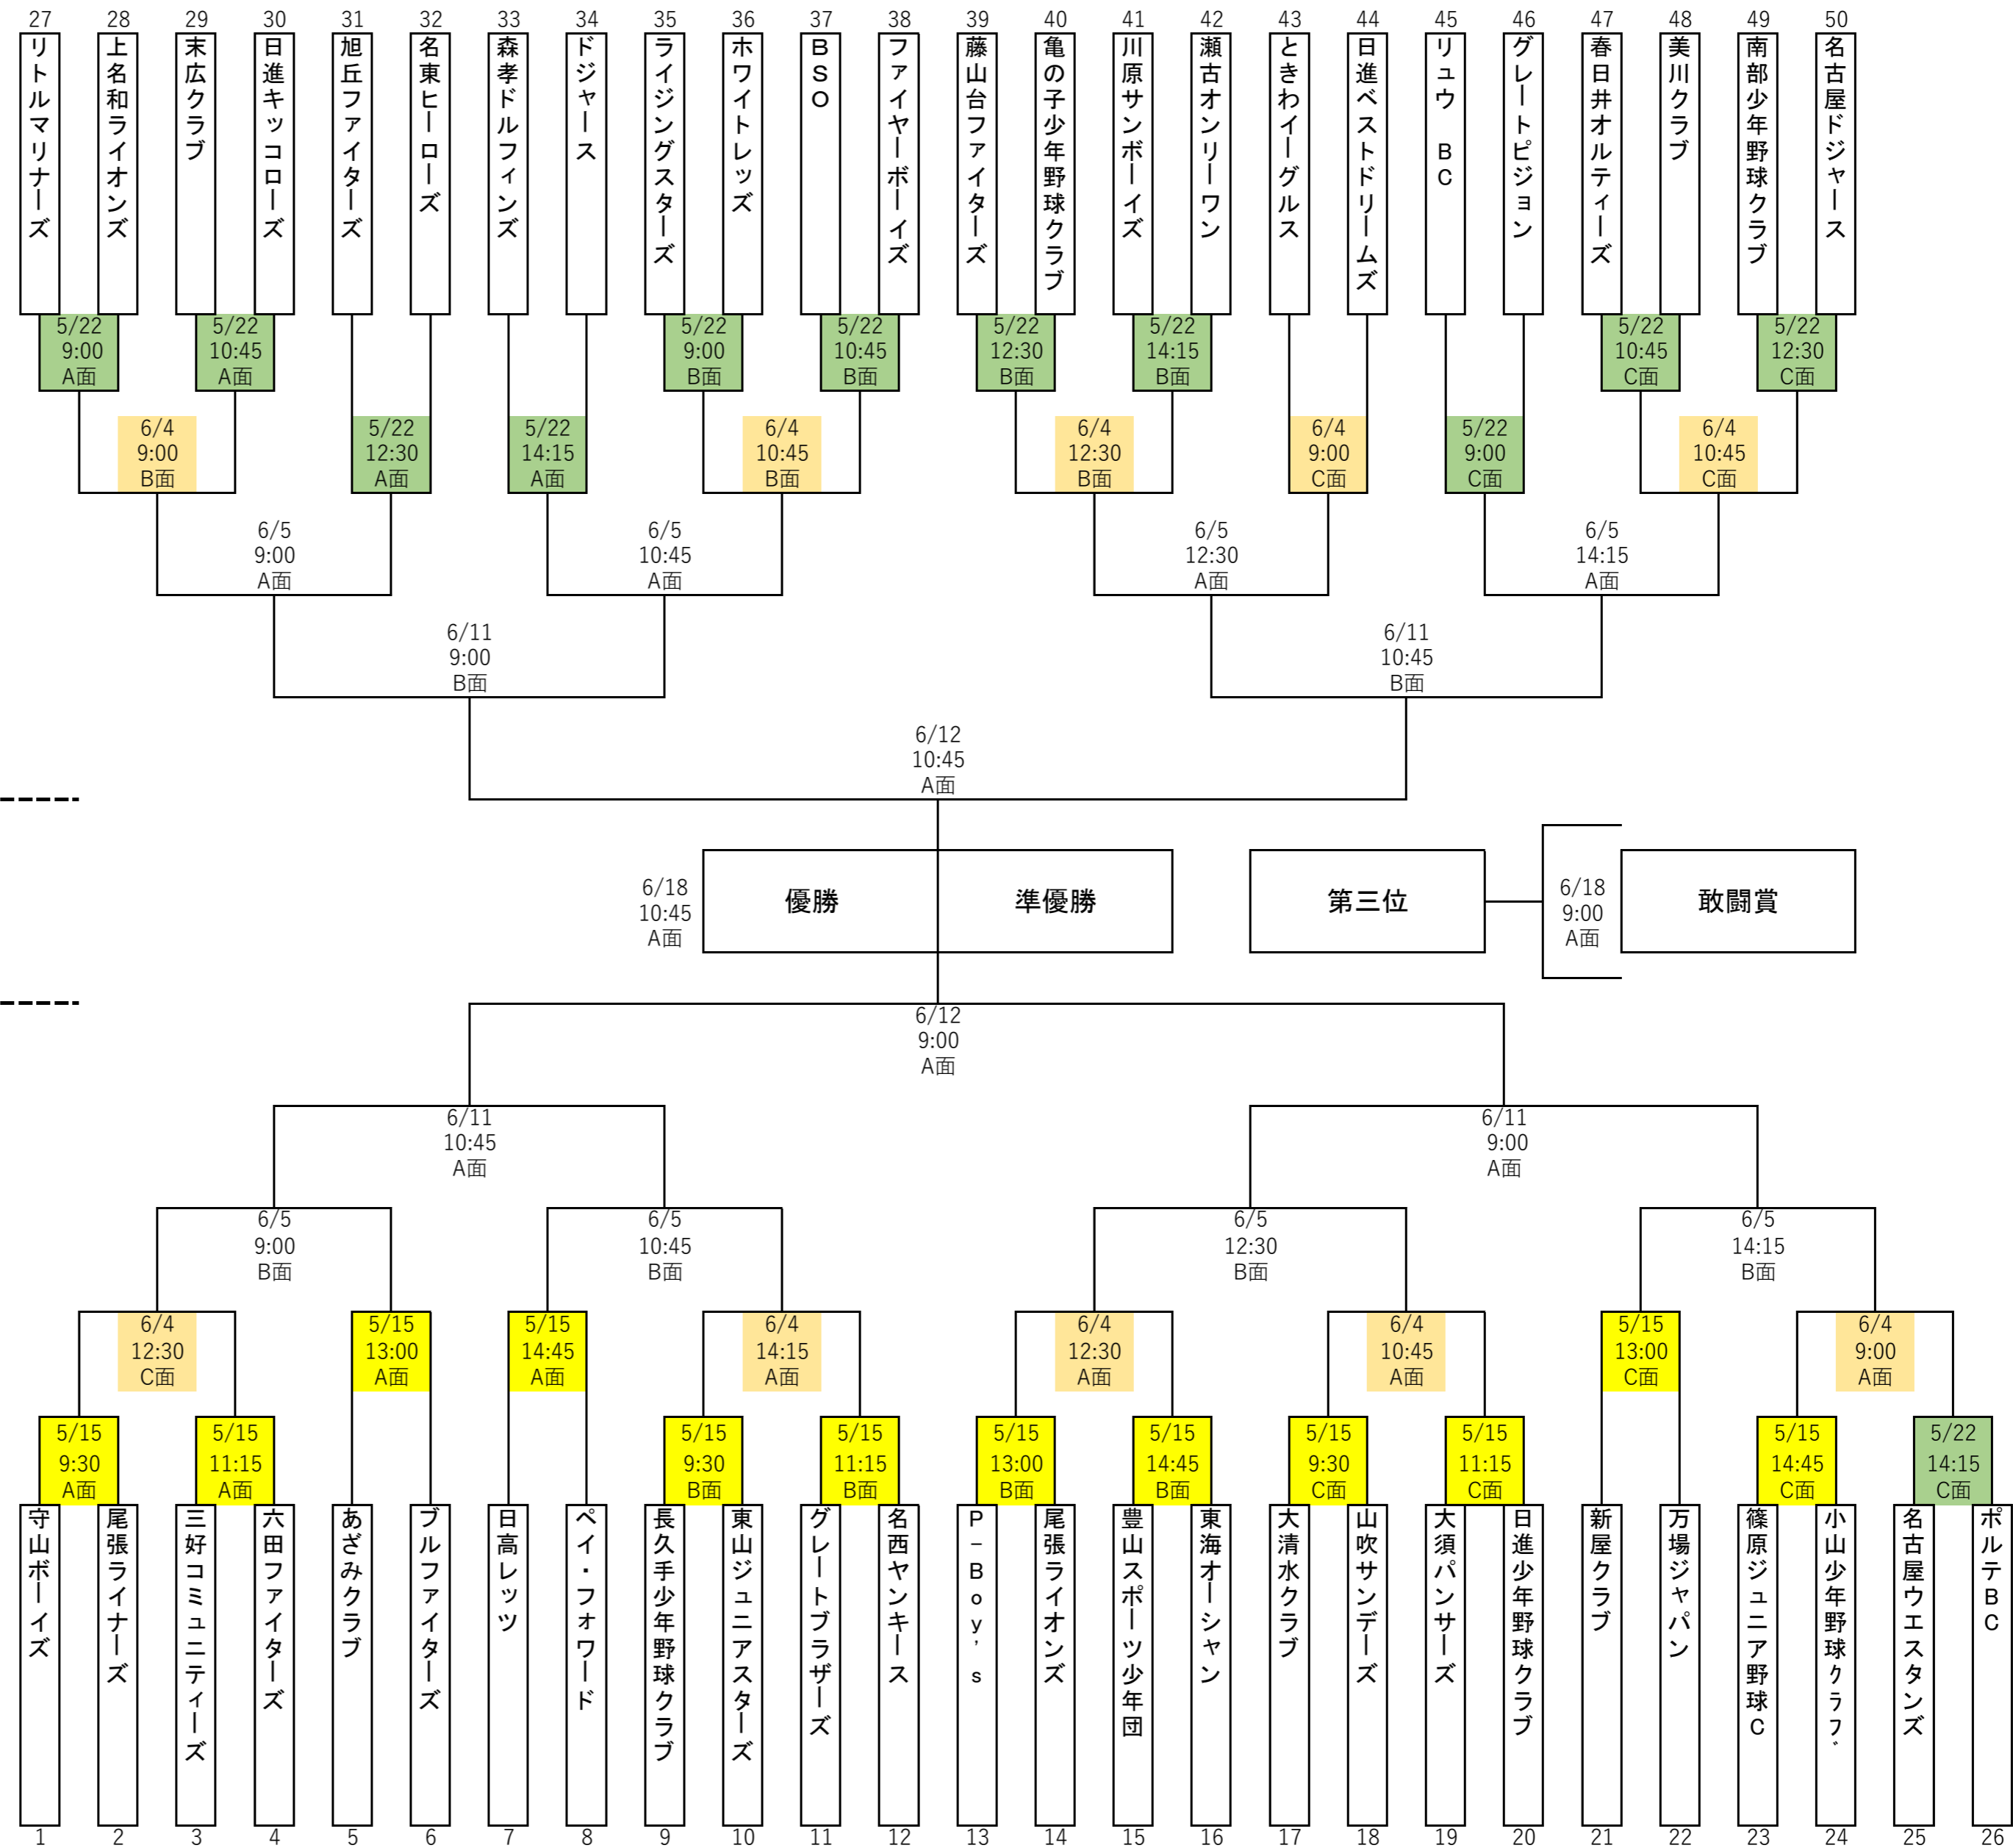 27 28 29 30 31 32 33 34 35 36 37 38 39 40 41 42 43 44 45 46 47 48 49 50
リトルマリナーズ
上名和ライオンズ
末広クラブ
日進キッコローズ
旭丘ファイターズ
名東ヒーローズ
森孝ドルフィンズ
ドジャース
ライジングスターズ
ホワイトレッズ
BSO
ファイヤーボーイズ
藤山台ファイターズ
亀の子少年野球クラブ
川原サンボーイズ
瀬古オンリーワン
ときわイーグルス
日進ベストドリームズ
リュウ BC
グレートピジョン
春日井オルティーズ
美川クラブ
南部少年野球クラブ
名古屋ドジャース
5/22 5/22 5/22 5/22 5/22 5/22 5/22 5/22
9:00 10:45 9:00 10:45 12:30 14:15 10:45 12:30
A面 A面 B面 B面 B面 B面 C面 C面
6/4 5/22 5/22 6/4 6/4 6/4 5/22 6/4
9:00 12:30 14:15 10:45 12:30 9:00 9:00 10:45
B面 A面 A面 B面 B面 C面 C面 C面
6/5 6/5 6/5 6/5
9:00 10:45 12:30 14:15
A面 A面 A面 A面
6/11 6/11
9:00 10:45
B面 B面
6/12
10:45
A面
6/18
10:45
A面
優勝 準優勝 第三位
6/18
9:00
A面
敢闘賞
6/12
9:00
A面
6/11 6/11
10:45 9:00
A面 A面
6/5 6/5 6/5 6/5
9:00 10:45 12:30 14:15
B面 B面 B面 B面
6/4 5/15 5/15 6/4 6/4 6/4 5/15 6/4
12:30 13:00 14:45 14:15 12:30 10:45 13:00 9:00
C面 A面 A面 A面 A面 A面 C面 A面
5/15 5/15 5/15 5/15 5/15 5/15 5/15 5/15 5/15 5/22
9:30 11:15 9:30 11:15 13:00 14:45 9:30 11:15 14:45 14:15
A面 A面 B面 B面 B面 B面 C面 C面 C面 C面
守山ボーイズ
尾張ライナーズ
三好コミュニティーズ
六田ファイターズ
あざみクラブ
ブルファイターズ
日高レッツ
ペイ・フォワード
長久手少年野球クラブ
東山ジュニアスターズ
グレートブラザーズ
名西ヤンキース
P-Boy's
尾張ライオンズ
豊山スポーツ少年団
東海オーシャン
大清水クラブ
山吹サンデーズ
大須パンサーズ
日進少年野球クラブ
新屋クラブ
万場ジャパン
篠原ジュニア野球C
小山少年野球ｸﾗﾌﾞ
名古屋ウエスタンズ
ポルテBC
1 2 3 4 5 6 7 8 9 10 11 12 13 14 15 16 17 18 19 20 21 22 23 24 25 26